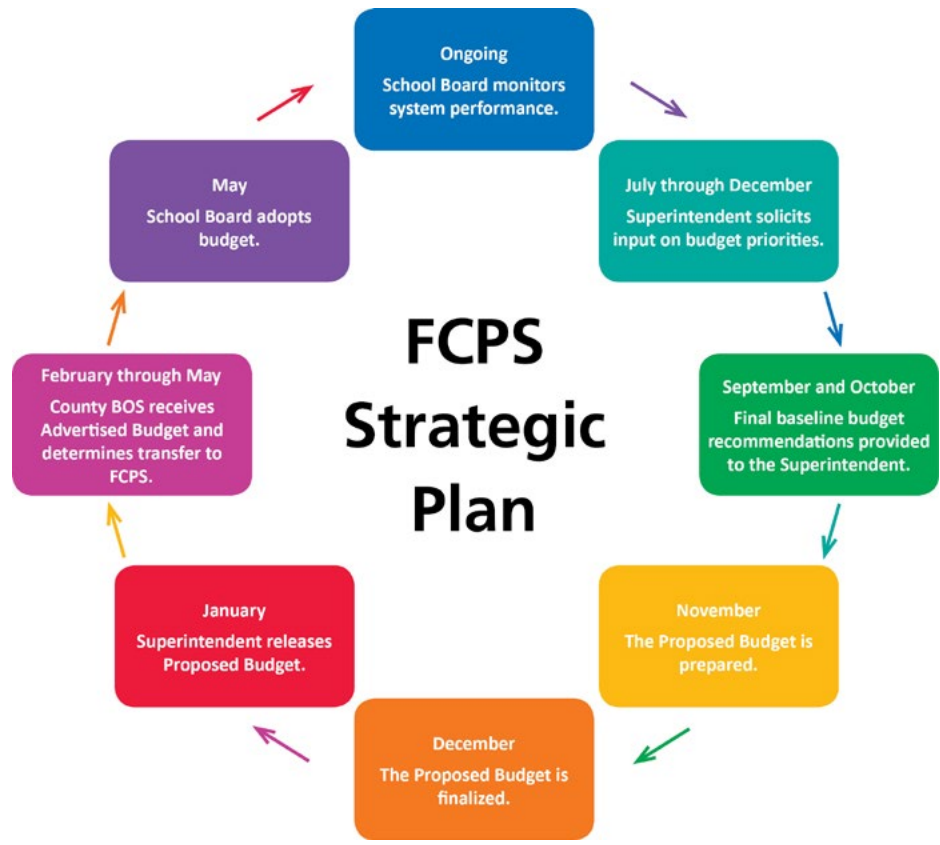 Ongoing
School Board monitors
system performance.
July through December
Superintendent solicits
input on budget priorities.
September and October
Final baseline budget
recommendations provided
to the Superintendent.
November
The Proposed Budget is
prepared.
December
The Proposed Budget is
finalized.
January
Superintendent releases
Proposed Budget.
February through May
County BOS receives
Advertised Budget and
determines transfer to
FCPS.
May
School Board adopts
budget.
FCPS
Strategic
Plan